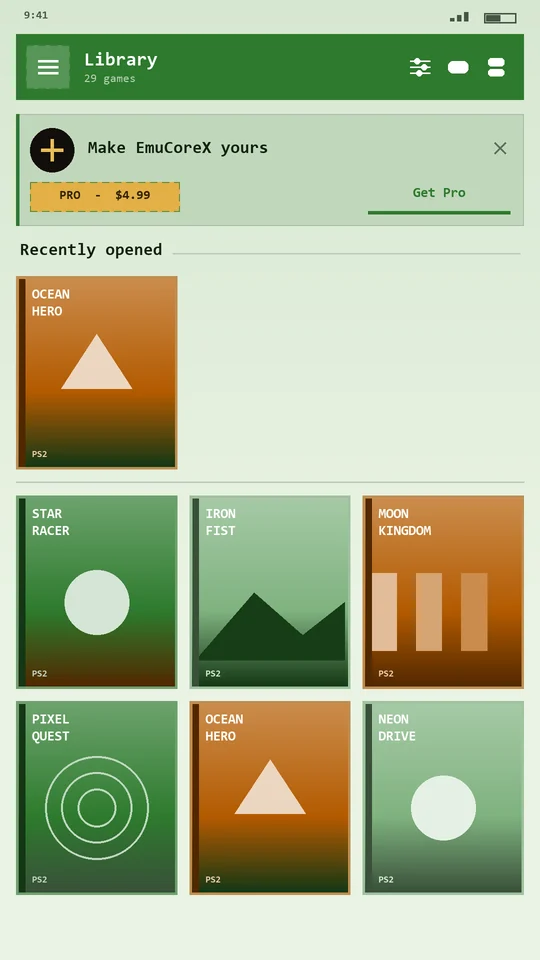 9:41
Library
29 games
Make EmuCoreX yours
PRO - $4.99
Get Pro
Recently opened
OCEAN
HERO
PS2
STAR
RACER
PS2
IRON
FIST
PS2
MOON
KINGDOM
PS2
PIXEL
QUEST
PS2
OCEAN
HERO
PS2
NEON
DRIVE
PS2